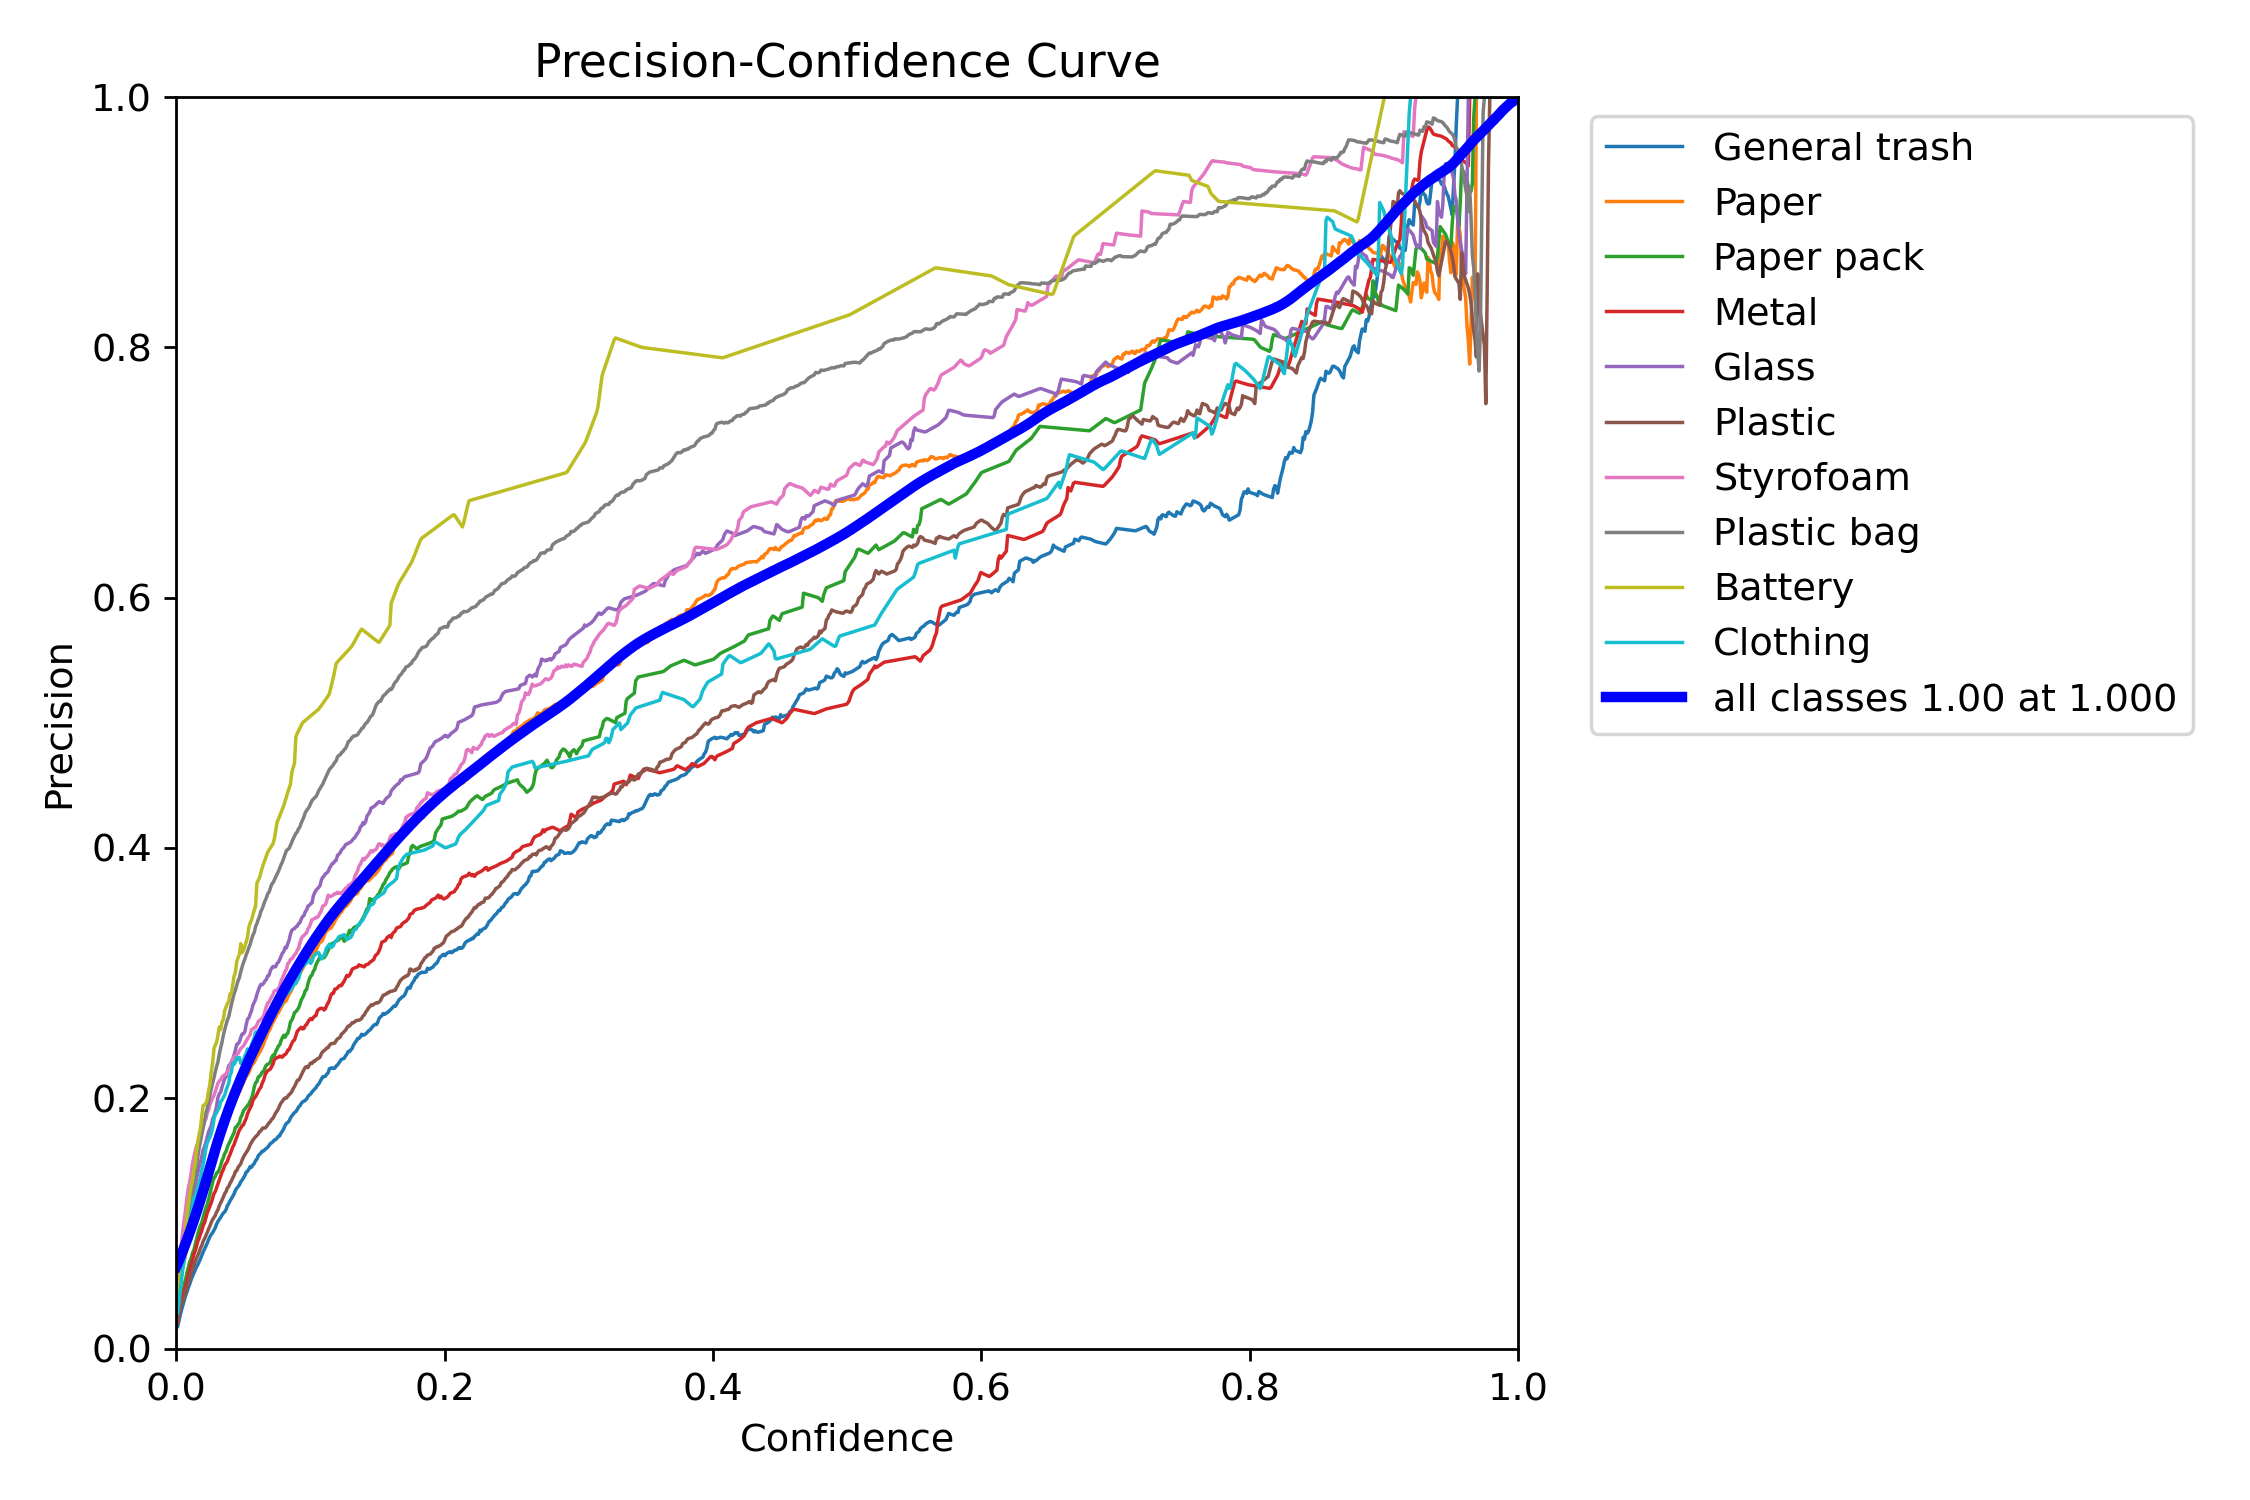 Precision-Confidence Curve
1.0
0.8
0.6
0.4
0.2
0.0
Precision
0.0 0.2 0.4 0.6 0.8 1.0
Confidence
General trash
Paper
Paper pack
Metal
Glass
Plastic
Styrofoam
Plastic bag
Battery
Clothing
all classes 1.00 at 1.000